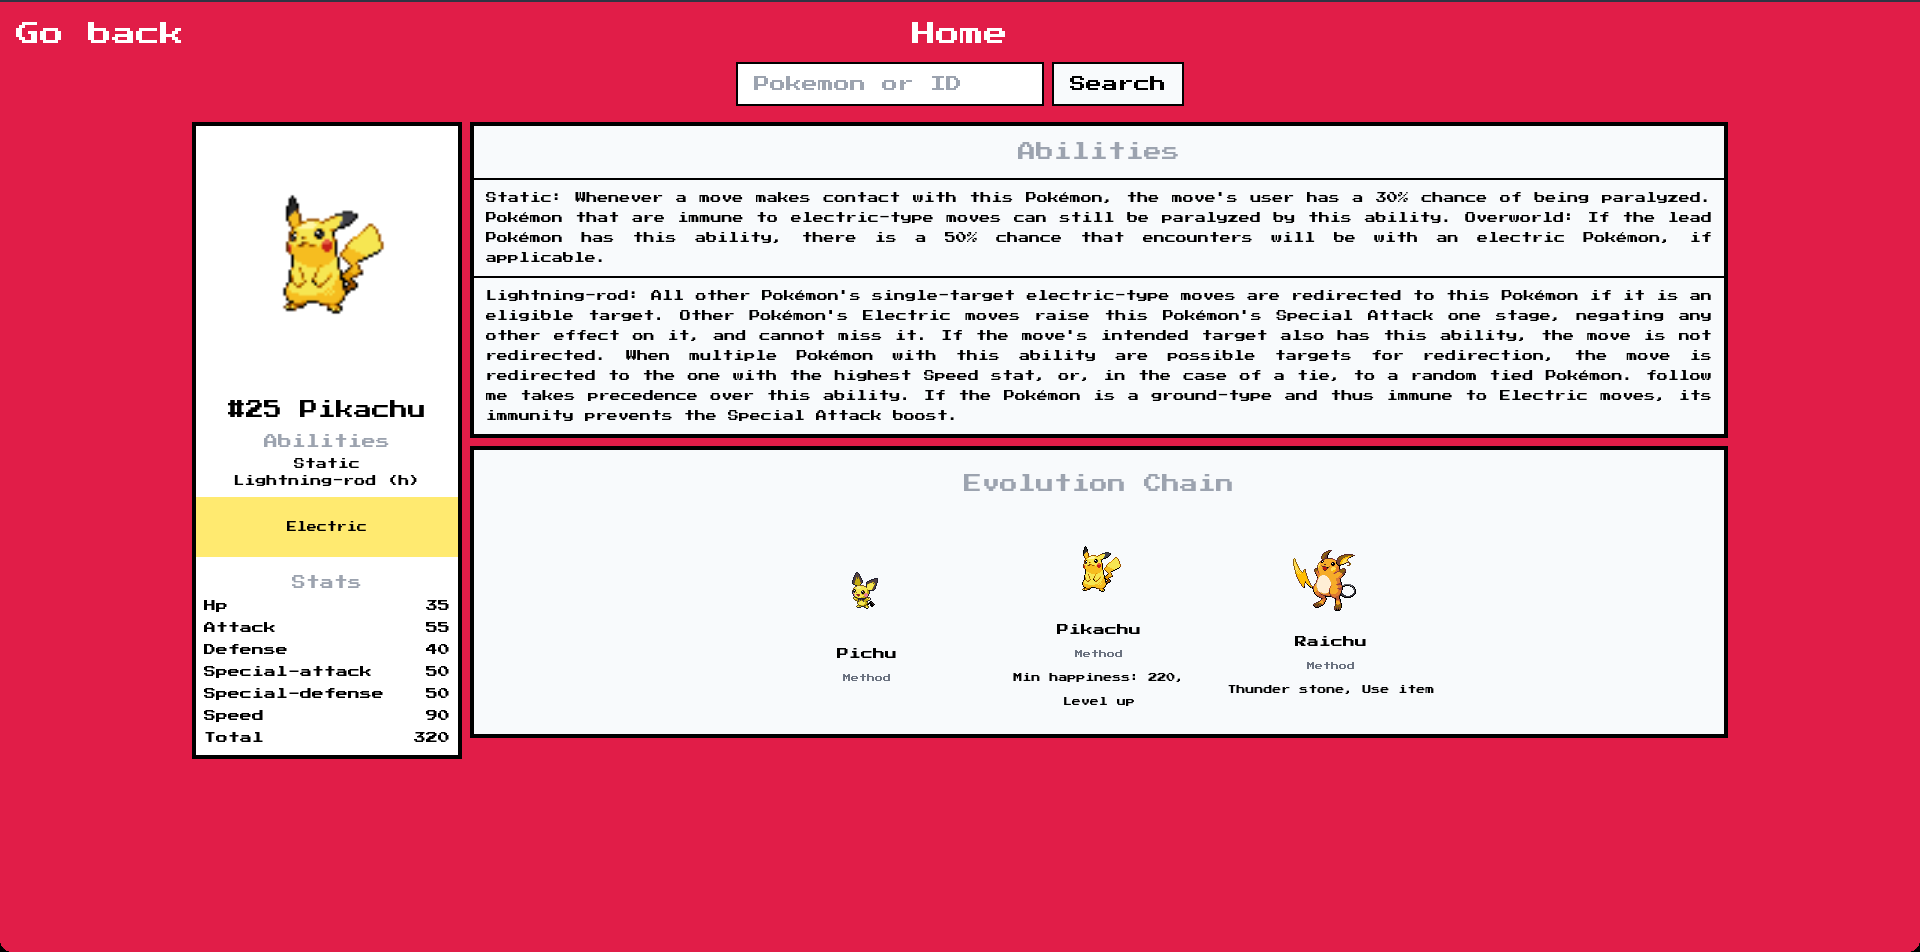 Go back
Home
Pokemon or ID
Search
#25 Pikachu
Abilities
Static
Lightning-rod (h)
Electric
Stats
Hp 35
Attack 55
Defense 40
Special-attack 50
Special-defense 50
Speed 90
Total 320
Abilities
Static: Whenever a move makes contact with this Pokémon, the move's user has a 30% chance of being paralyzed.
Pokémon that are immune to electric-type moves can still be paralyzed by this ability. Overworld: If the lead
Pokémon has this ability, there is a 50% chance that encounters will be with an electric Pokémon, if
applicable.
Lightning-rod: All other Pokémon's single-target electric-type moves are redirected to this Pokémon if it is an
eligible target. Other Pokémon's Electric moves raise this Pokémon's Special Attack one stage, negating any
other effect on it, and cannot miss it. If the move's intended target also has this ability, the move is not
redirected. When multiple Pokémon with this ability are possible targets for redirection, the move is
redirected to the one with the highest Speed stat, or, in the case of a tie, to a random tied Pokémon. follow
me takes precedence over this ability. If the Pokémon is a ground-type and thus immune to Electric moves, its
immunity prevents the Special Attack boost.
Evolution Chain
Pichu
Method
Pikachu
Method
Min happiness: 220,
Level up
Raichu
Method
Thunder stone, Use item